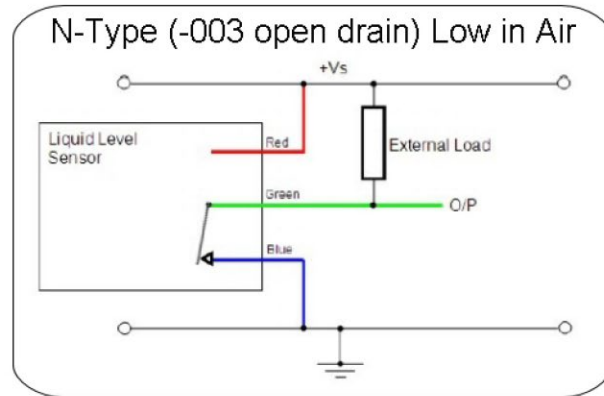 N-Type (-003 open drain) Low in Air
+Vs
Liquid Level
Sensor
Red
External Load
Green
O/P
Blue